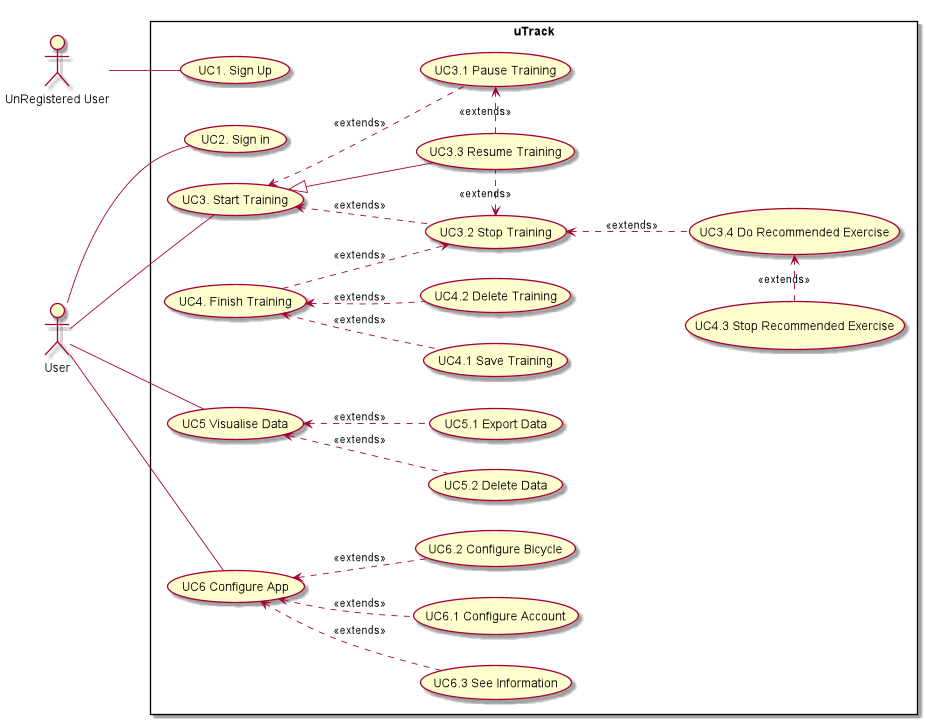 uTrack
UnRegistered User
UC1. Sign Up
UC3.1 Pause Training
«extends»
«extends»
UC2. Sign in
UC3.3 Resume Training
UC3. Start Training
«extends»
«extends»
UC3.2 Stop Training
«extends»
UC3.4 Do Recommended Exercise
«extends»
«extends»
UC4. Finish Training
«extends»
UC4.2 Delete Training
«extends»
UC4.3 Stop Recommended Exercise
UC4.1 Save Training
User
UC5 Visualise Data
«extends»
UC5.1 Export Data
«extends»
UC5.2 Delete Data
UC6.2 Configure Bicycle
«extends»
UC6 Configure App
«extends»
UC6.1 Configure Account
«extends»
UC6.3 See Information